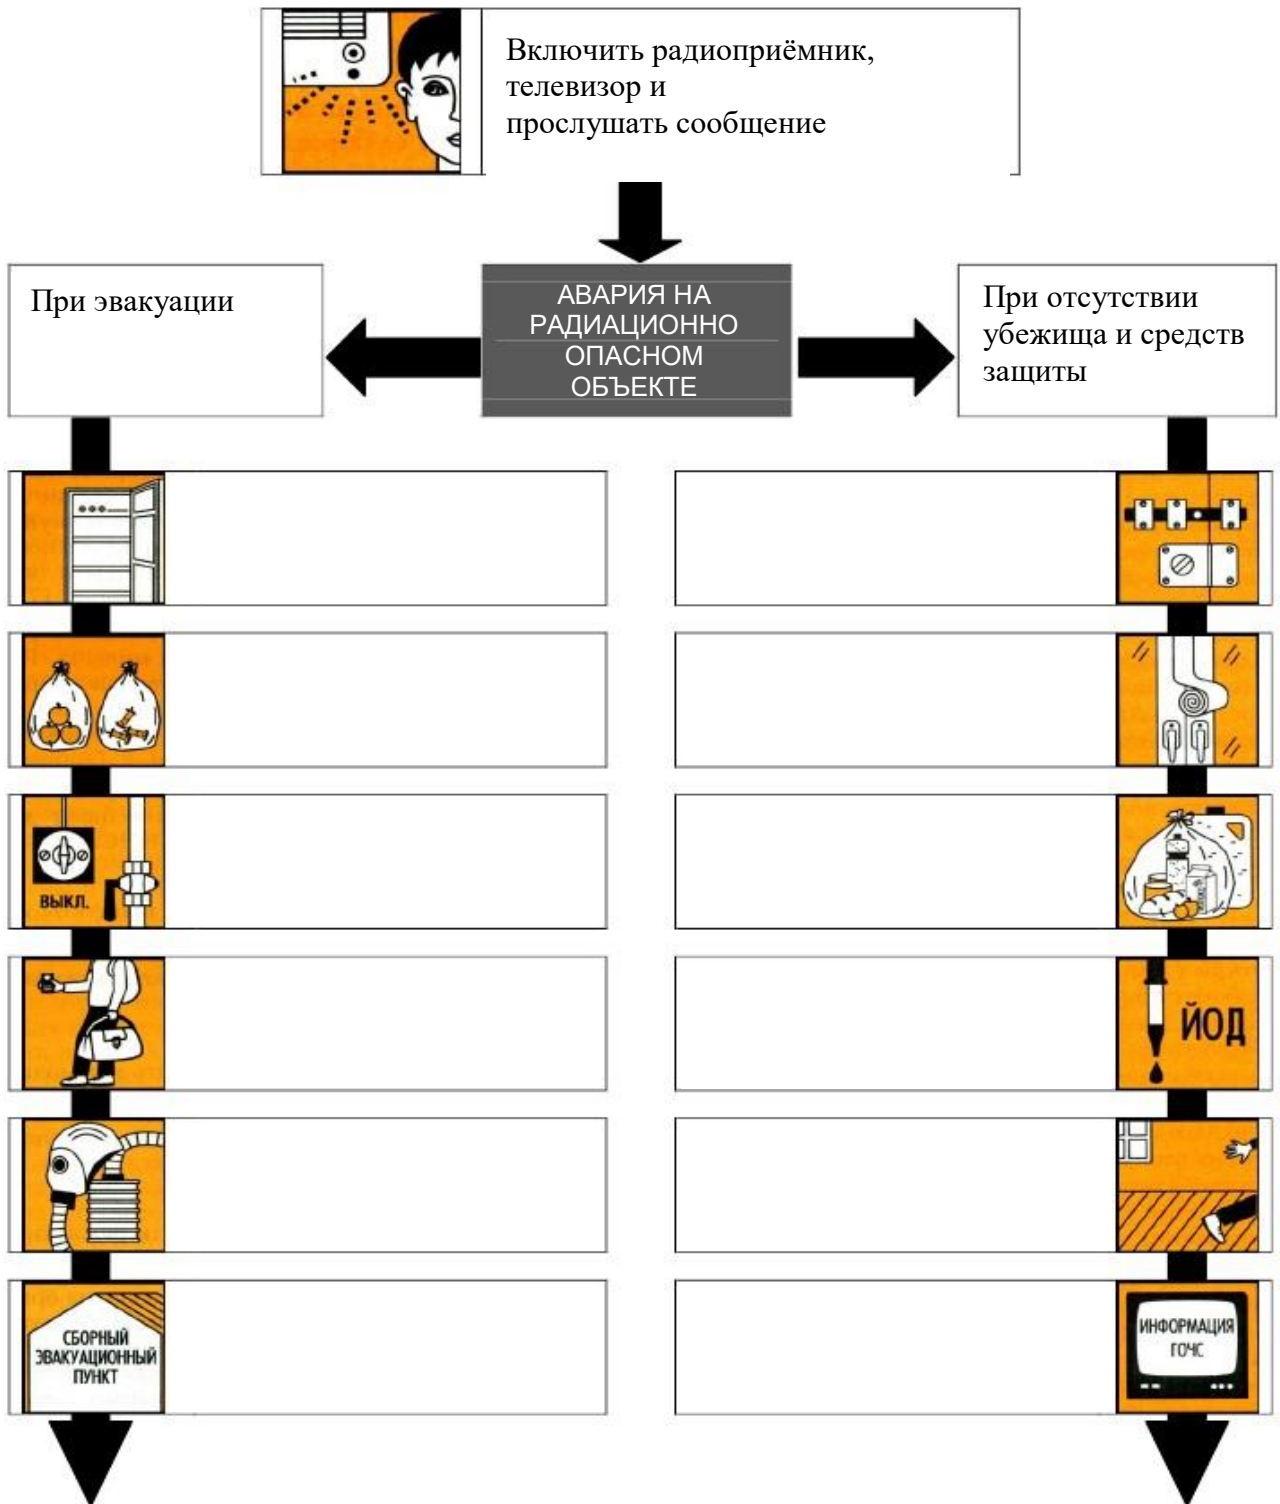 Включить радиоприёмник,
телевизор и
прослушать сообщение
При эвакуации
АВАРИЯ НА
РАДИАЦИОННО
ОПАСНОМ
ОБЪЕКТЕ
При отсутствии
убежища и средств
защиты
ВЫКЛ.
ЙОД
СБОРНЫЙ
ЭВАКУАЦИОННЫЙ
ПУНКТ
ИНФОРМАЦИЯ
ГОЧС